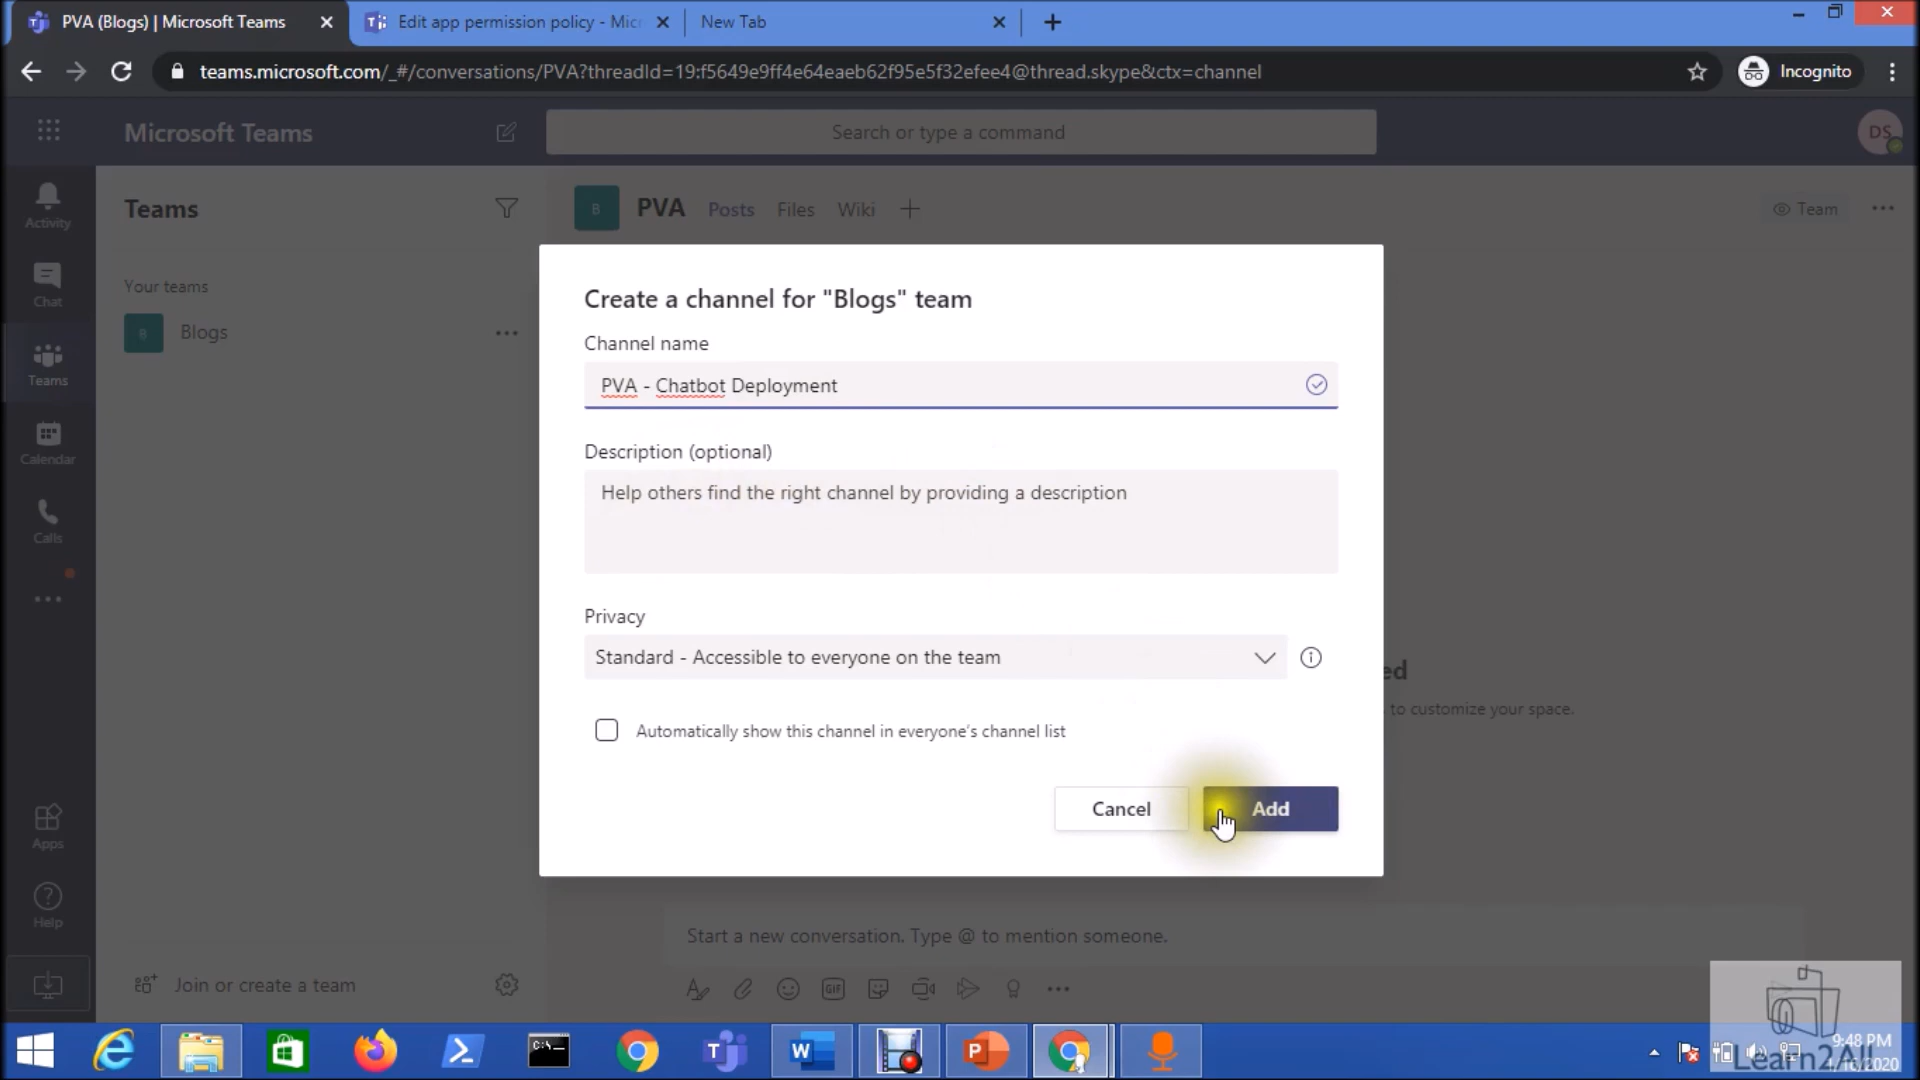 PVA (Blogs) | Microsoft Teams
Edit app permission policy - Mic
New Tab
teams.microsoft.com/_#/conversations/PVA?threadId=19:f5649e9ff4e64eaeb62f95e5f32efee4@thread.skype&ctx=channel
Incognito
Microsoft Teams
Search or type a command
DS
Activity
Chat
Teams
Calendar
Calls
Apps
Help
Teams
Your teams
B
Blogs
Join or create a team
B
PVA
Posts
Files
Wiki
Team
Create a channel for "Blogs" team
Channel name
PVA - Chatbot Deployment
Description (optional)
Help others find the right channel by providing a description
Privacy
Standard - Accessible to everyone on the team
Automatically show this channel in everyone's channel list
Cancel
Add
ed
to customize your space.
Start a new conversation. Type @ to mention someone.
GIF
9:48 PM
Learn2All